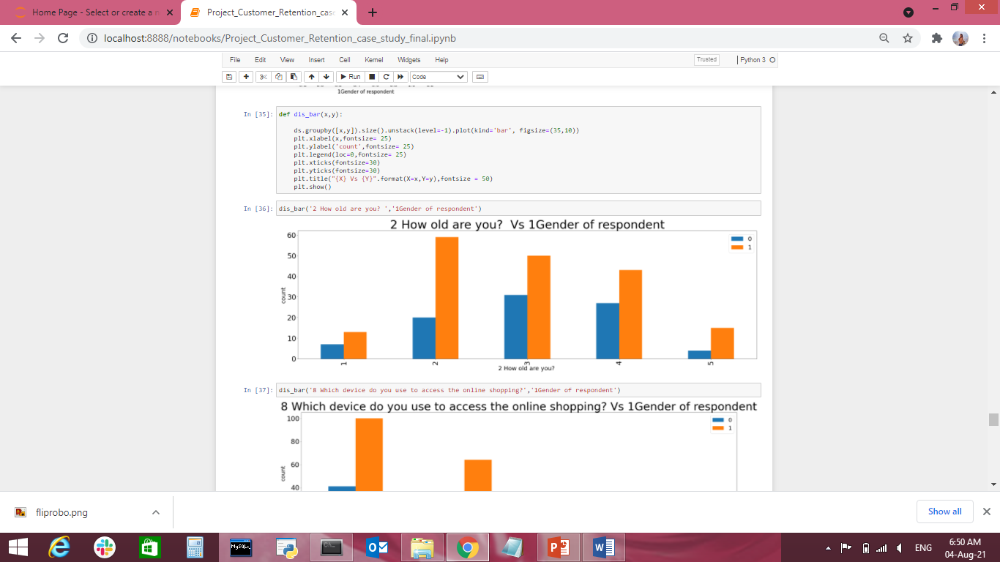 Home Page - Select or create a n
Project_Customer_Retention_case
localhost:8888/notebooks/Project_Customer_Retention_case_study_final.ipynb
File Edit View Insert Cell Kernel Widgets Help Trusted Python 3
Run Code
1Gender of respondent
In [35]: def dis_bar(x,y):
ds.groupby([x,y]).size().unstack(level=-1).plot(kind='bar', figsize=(35,10))
plt.xlabel(x,fontsize= 25)
plt.ylabel('count',fontsize= 25)
plt.legend(loc=0,fontsize= 25)
plt.xticks(fontsize=30)
plt.yticks(fontsize=30)
plt.title("{X} Vs {Y}".format(X=x,Y=y),fontsize = 50)
plt.show()
In [36]: dis_bar('2 How old are you? ','1Gender of respondent')
2 How old are you?  Vs 1Gender of respondent
60
50
40
30
20
10
0
count
0
1
1 2 3 4 5
2 How old are you?
In [37]: dis_bar('8 Which device do you use to access the online shopping?','1Gender of respondent')
8 Which device do you use to access the online shopping? Vs 1Gender of respondent
100
80
60
40
count
0
1
fliprobo.png
Show all
MySQL
ENG
6:50 AM
04-Aug-21